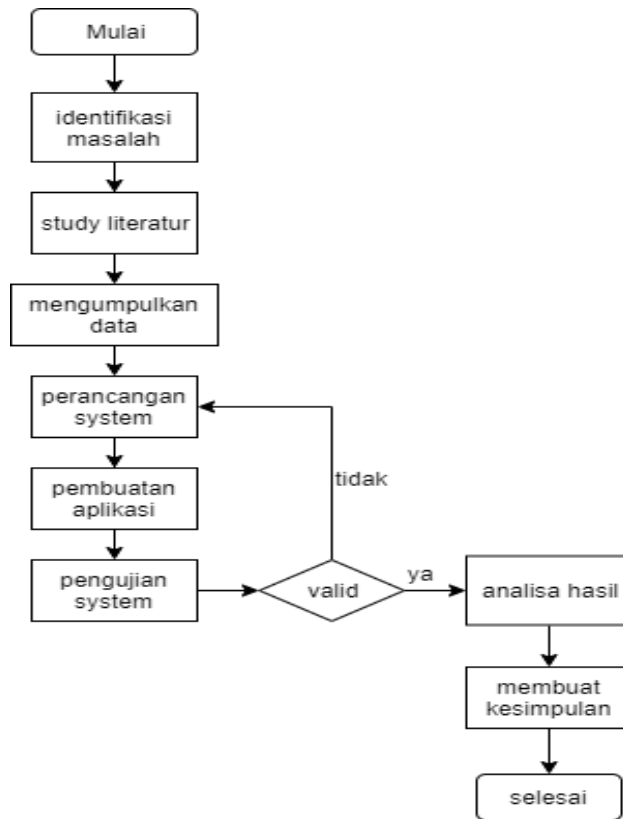 Mulai
identifikasi
masalah
study literatur
mengumpulkan
data
perancangan
system
pembuatan
aplikasi
pengujian
system
valid
tidak
ya
analisa hasil
membuat
kesimpulan
selesai